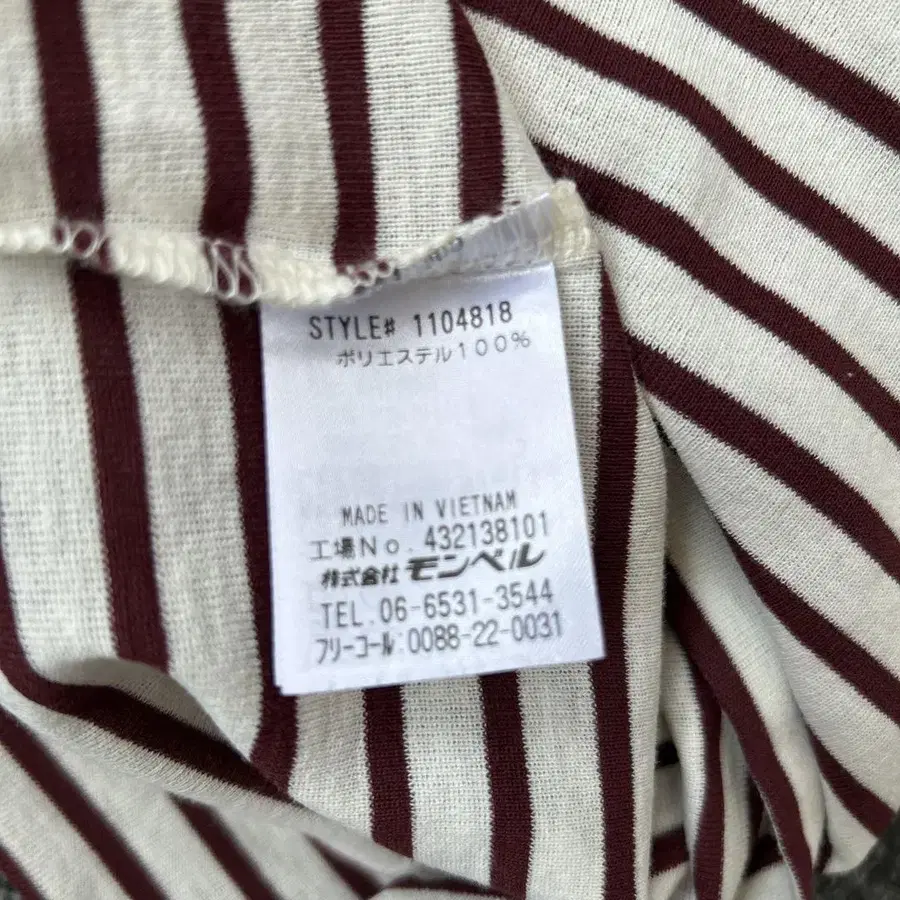 STYLE# 1104818
ポリエステル100%
MADE IN VIETNAM
工場No. 432138101
株式会社 モンベル
TEL. 06-6531-3544
フリーコール:0088-22-0031